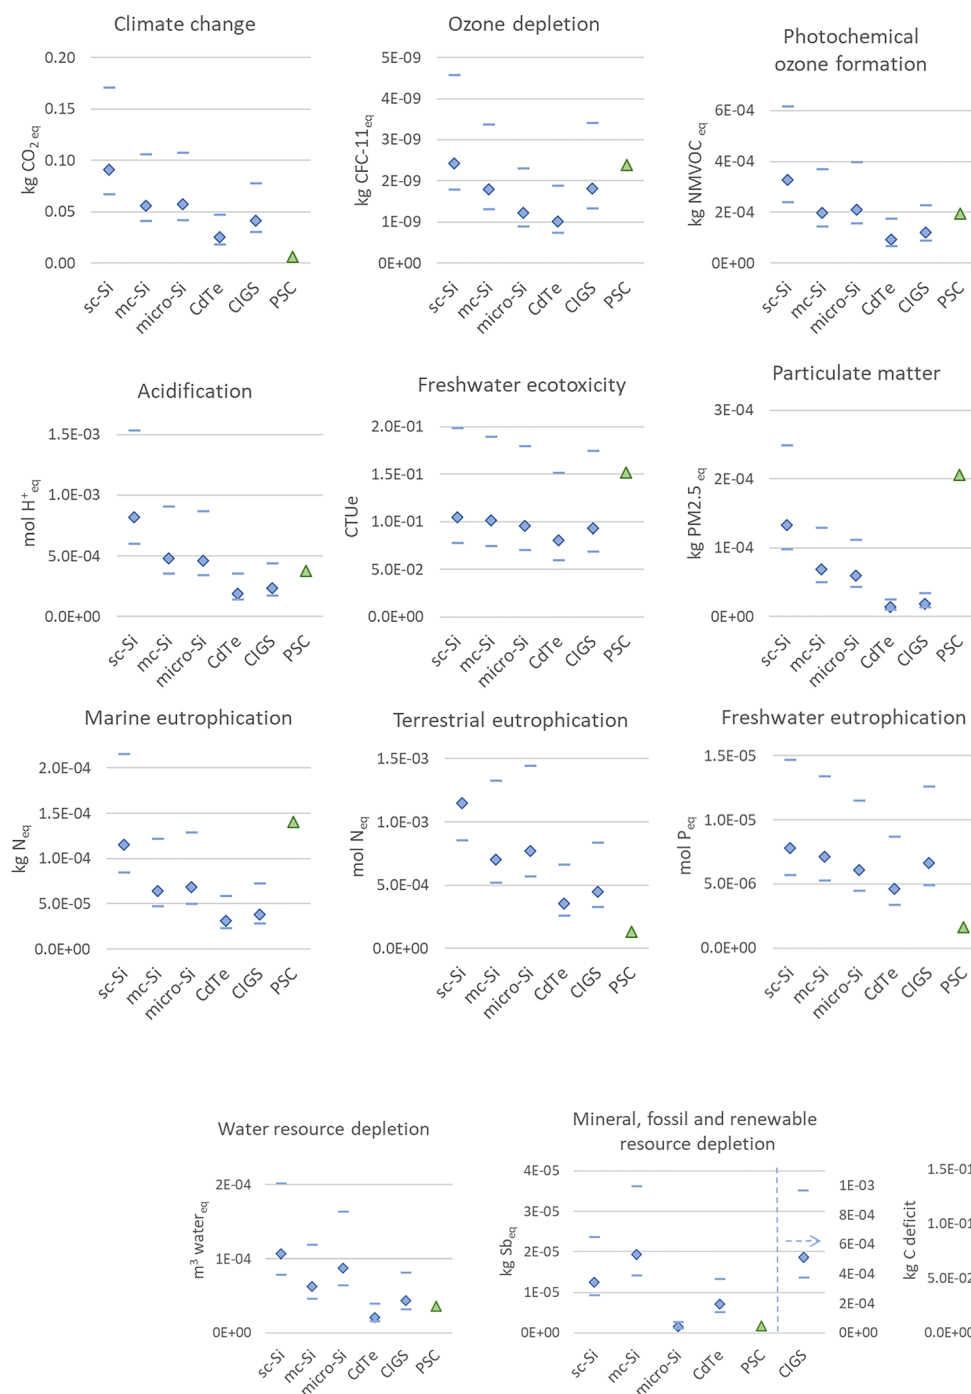 Climate change
kg CO2 eq
0.20
0.15
0.10
0.05
0.00
sc-Si
mc-Si
micro-Si
CdTe
CIGS
PSC
Ozone depletion
kg CFC-11eq
5E-09
4E-09
3E-09
2E-09
1E-09
0E+00
sc-Si
mc-Si
micro-Si
CdTe
CIGS
PSC
Photochemical
ozone formation
kg NMVOC eq
6E-04
4E-04
2E-04
0E+00
sc-Si
mc-Si
micro-Si
CdTe
CIGS
PSC
Acidification
mol H+eq
1.5E-03
1.0E-03
5.0E-04
0.0E+00
sc-Si
mc-Si
micro-Si
CdTe
CIGS
PSC
Freshwater ecotoxicity
CTUe
2.0E-01
1.5E-01
1.0E-01
5.0E-02
0.0E+00
sc-Si
mc-Si
micro-Si
CdTe
CIGS
PSC
Particulate matter
kg PM2.5 eq
3E-04
2E-04
1E-04
0E+00
sc-Si
mc-Si
micro-Si
CdTe
CIGS
PSC
Marine eutrophication
kg Neq
2.0E-04
1.5E-04
1.0E-04
5.0E-05
0.0E+00
sc-Si
mc-Si
micro-Si
CdTe
CIGS
PSC
Terrestrial eutrophication
mol Neq
1.5E-03
1.0E-03
5.0E-04
0.0E+00
sc-Si
mc-Si
micro-Si
CdTe
CIGS
PSC
Freshwater eutrophication
mol Peq
1.5E-05
1.0E-05
5.0E-06
0.0E+00
sc-Si
mc-Si
micro-Si
CdTe
CIGS
PSC
Water resource depletion
m3 watereq
2E-04
1E-04
0E+00
sc-Si
mc-Si
micro-Si
CdTe
CIGS
PSC
Mineral, fossil and renewable
resource depletion
kg Sbeq
4E-05
3E-05
2E-05
1E-05
0E+00
sc-Si
mc-Si
micro-Si
CdTe
PSC
CIGS
1E-03
8E-04
6E-04
4E-04
2E-04
0E+00
kg C deficit
1.5E-01
1.0E-01
5.0E-02
0.0E+0